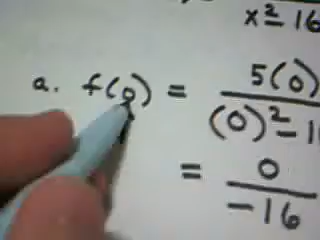 x² - 16
a. f(0) = 5(0) / (0)² - 1
= 0 / -16